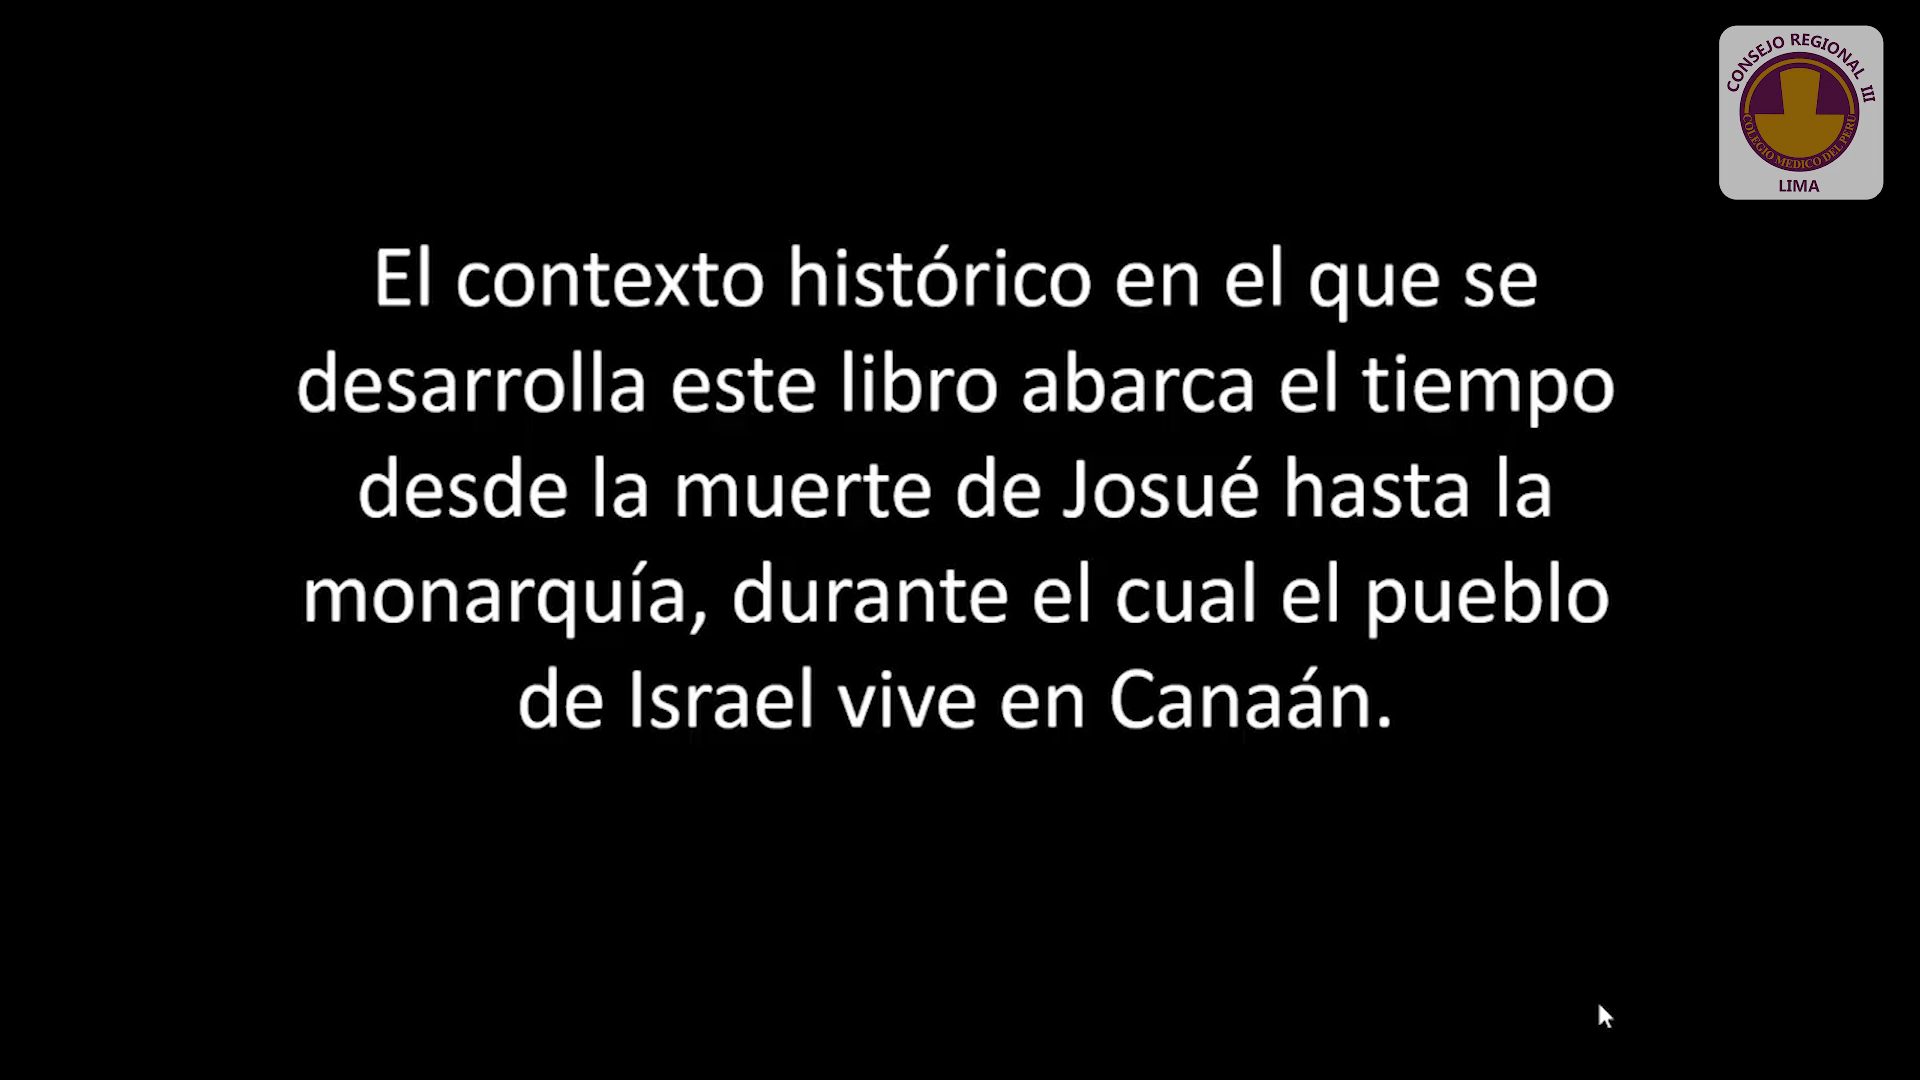 CONSEJO REGIONAL III
COLEGIO MEDICO DEL PERU
LIMA
El contexto histórico en el que se
desarrolla este libro abarca el tiempo
desde la muerte de Josué hasta la
monarquía, durante el cual el pueblo
de Israel vive en Canaán.